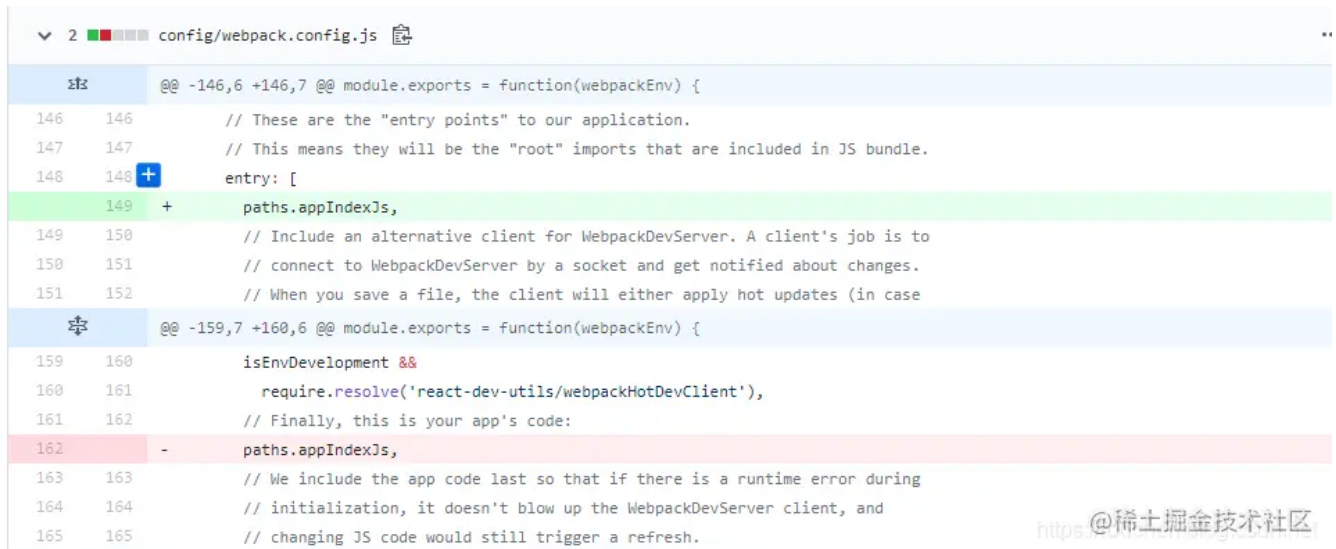 2 config/webpack.config.js
@@ -146,6 +146,7 @@ module.exports = function(webpackEnv) {
146 146 // These are the "entry points" to our application.
147 147 // This means they will be the "root" imports that are included in JS bundle.
148 148 + entry: [
149 + paths.appIndexJs,
149 150 // Include an alternative client for WebpackDevServer. A client's job is to
150 151 // connect to WebpackDevServer by a socket and get notified about changes.
151 152 // When you save a file, the client will either apply hot updates (in case
@@ -159,7 +160,6 @@ module.exports = function(webpackEnv) {
159 160 isEnvDevelopment &&
160 161 require.resolve('react-dev-utils/webpackHotDevClient'),
161 162 // Finally, this is your app's code:
162 - paths.appIndexJs,
163 163 // We include the app code last so that if there is a runtime error during
164 164 // initialization, it doesn't blow up the WebpackDevServer client, and
165 165 // changing JS code would still trigger a refresh.
@稀土掘金技术社区